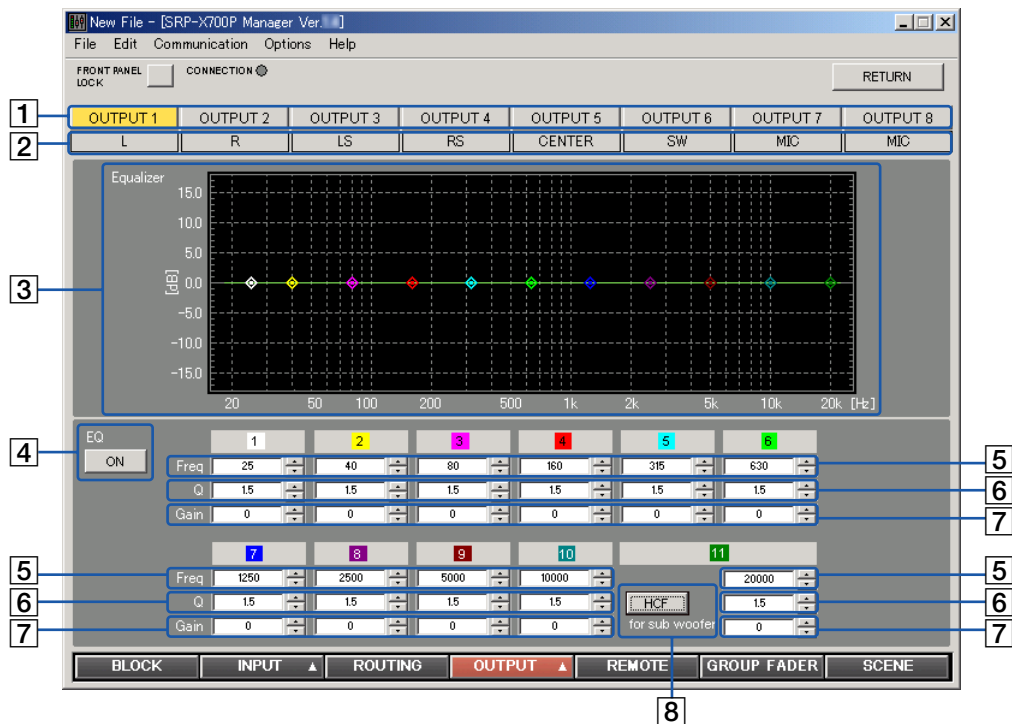 New File - [SRP-X700P Manager Ver. ]
File Edit Communication Options Help
FRONT PANEL LOCK CONNECTION RETURN
1 OUTPUT 1 OUTPUT 2 OUTPUT 3 OUTPUT 4 OUTPUT 5 OUTPUT 6 OUTPUT 7 OUTPUT 8
2 L R LS RS CENTER SW MIC MIC
Equalizer
15.0
10.0
5.0
3 [dB] 0.0
-5.0
-10.0
-15.0
20 50 100 200 500 1k 2k 5k 10k 20k [Hz]
4 EQ ON
1 2 3 4 5 6
Freq 25 40 80 160 315 630 5
Q 1.5 1.5 1.5 1.5 1.5 1.5 6
Gain 0 0 0 0 0 0 7
7 8 9 10 11
5 Freq 1250 2500 5000 10000 20000 5
6 Q 1.5 1.5 1.5 1.5 HCF 1.5 6
7 Gain 0 0 0 0 for sub woofer 0 7
BLOCK INPUT ▲ ROUTING OUTPUT ▲ REMOTE GROUP FADER SCENE
8